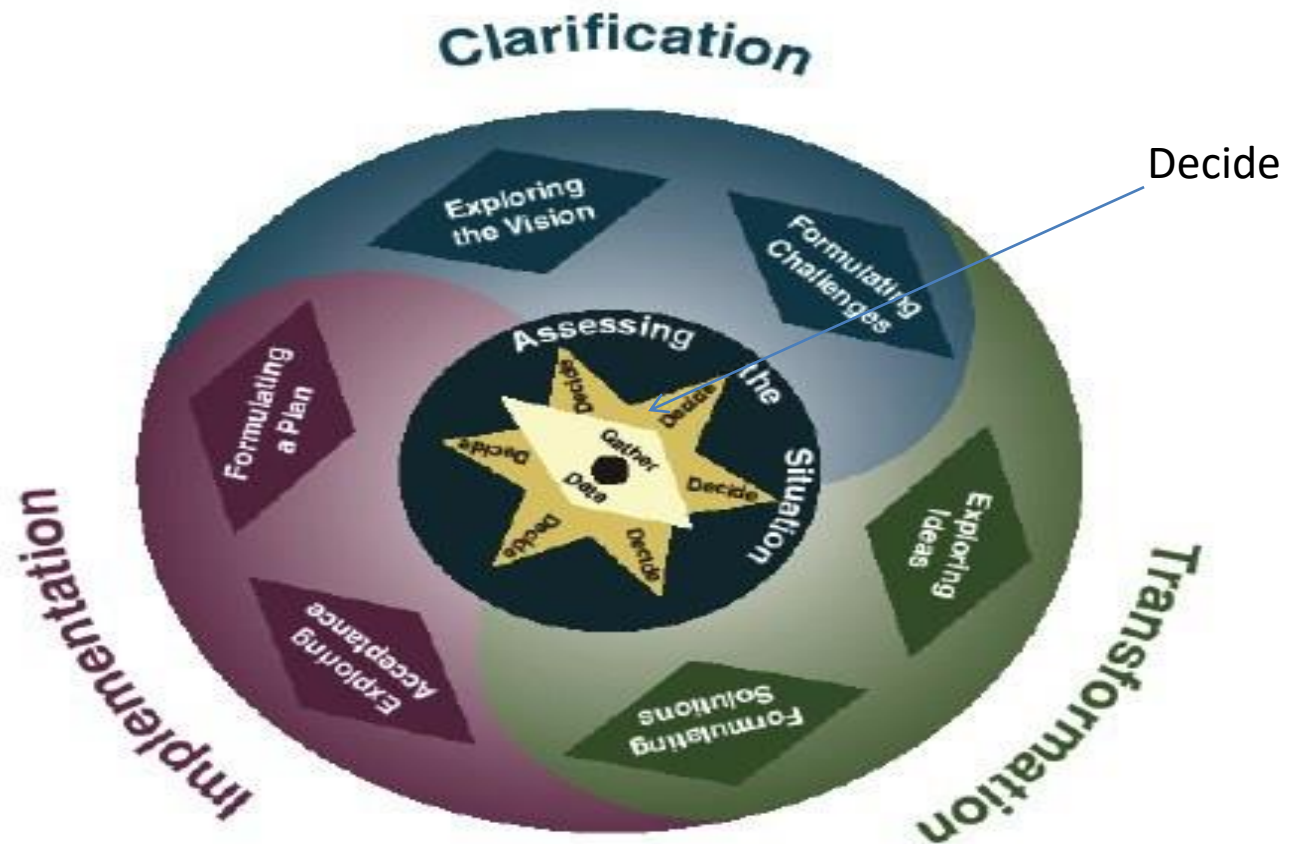 Clarification
Decide
Exploring
the Vision
Formulating
Challenges
Assessing
the
Situation
Formulating
a Plan
Decide
Decide
Decide
Gather
Data
Decide
Decide
Decide
Exploring
Ideas
Exploring
Acceptance
Formulating
Solutions
Implementation
Transformation